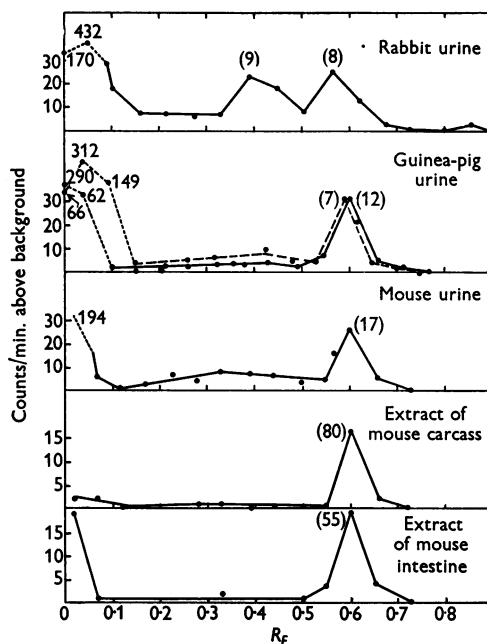 432
170
30
20
10
(9)
(8)
Rabbit urine
312
290
149
62
66
30
20
10
(7)
(12)
Guinea-pig
urine
194
30
20
10
(17)
Mouse urine
15
10
5
(80)
Extract of
mouse carcass
15
10
5
(55)
Extract
of mouse
intestine
Counts/min. above background
0 0·1 0·2 0·3 0·4 0·5 0·6 0·7 0·8
R_F